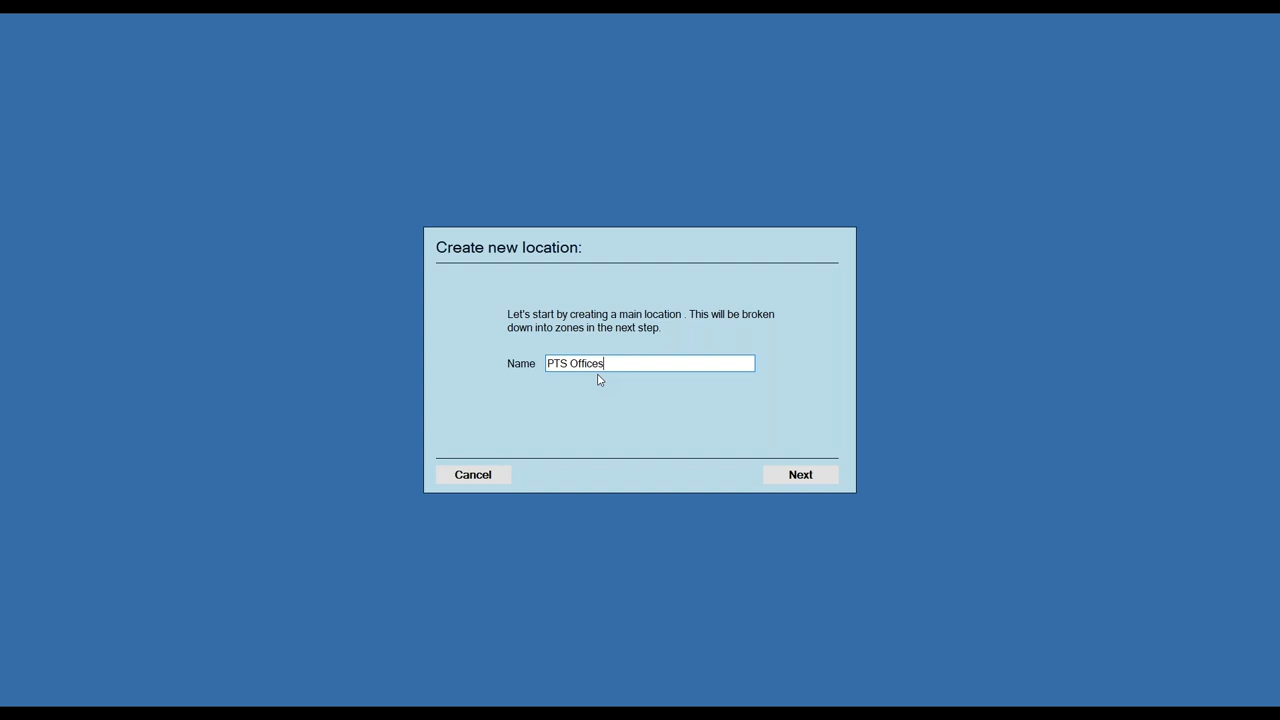 Create new location:
Let's start by creating a main location . This will be broken
down into zones in the next step.
Name PTS Offices
Cancel Next